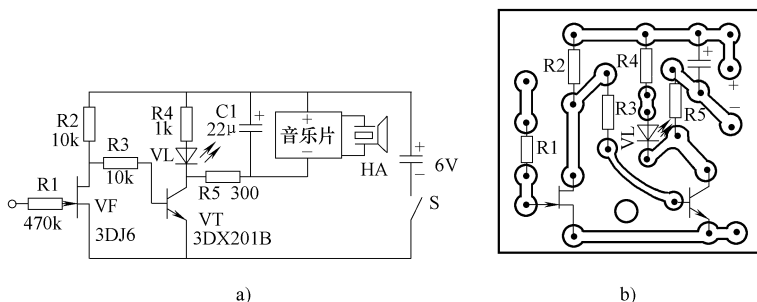 R2
10k
R4
1k
C1
22μ
+
R3
10k
VL
音乐片
+
−
HA
+
−
6V
R1
470k
VF
3DJ6
R5 300
VT
3DX201B
S
a)
R2
R4
+
+
−
R3
R5
R1
VL
b)